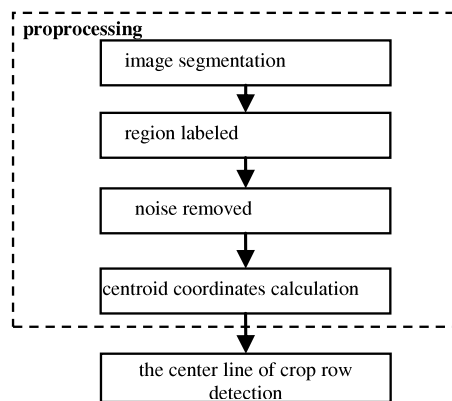 proprocessing
image segmentation
region labeled
noise removed
centroid coordinates calculation
the center line of crop row
detection